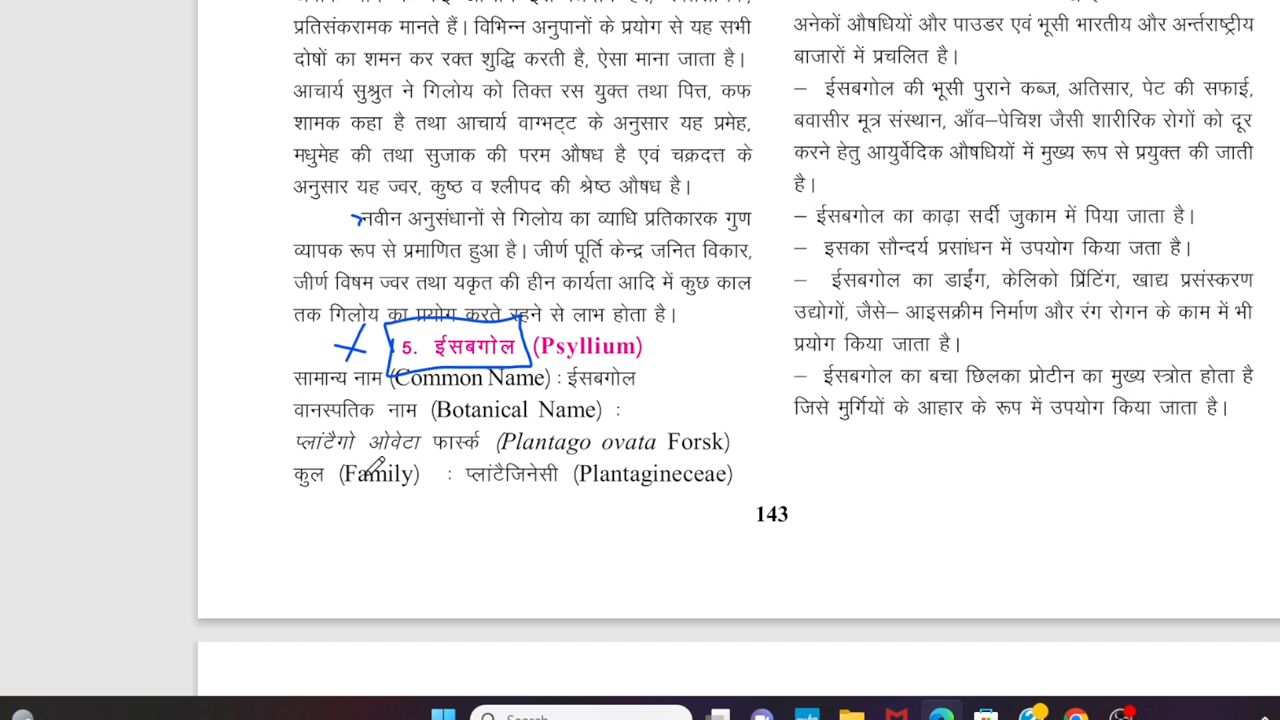 प्रतिसंकरामक मानते हैं। विभिन्न अनुपानों के प्रयोग से यह सभी
दोषों का शमन कर रक्त शुद्धि करती है, ऐसा माना जाता है।
आचार्य सुश्रुत ने गिलोय को तिक्त रस युक्त तथा पित्त, कफ
शामक कहा है तथा आचार्य वाग्भट्ट के अनुसार यह प्रमेह,
मधुमेह की तथा सुजाक की परम औषध है एवं चक्रदत्त के
अनुसार यह ज्वर, कुष्ठ व श्लीपद की श्रेष्ठ औषध है।
नवीन अनुसंधानों से गिलोय का व्याधि प्रतिकारक गुण
व्यापक रूप से प्रमाणित हुआ है। जीर्ण पूर्ति केन्द्र जनित विकार,
जीर्ण विषम ज्वर तथा यकृत की हीन कार्यता आदि में कुछ काल
तक गिलोय का प्रयोग करते रहने से लाभ होता है।
5. ईसबगोल (Psyllium)
सामान्य नाम (Common Name) : ईसबगोल
वानस्पतिक नाम (Botanical Name) :
प्लांटैगो ओवेटा फार्स्क (Plantago ovata Forsk)
कुल (Family) : प्लांटैजिनेसी (Plantagineceae)
अनेकों औषधियों और पाउडर एवं भूसी भारतीय और अर्न्तराष्ट्रीय
बाजारों में प्रचलित है।
– ईसबगोल की भूसी पुराने कब्ज, अतिसार, पेट की सफाई,
बवासीर मूत्र संस्थान, आँव–पेचिश जैसी शारीरिक रोगों को दूर
करने हेतु आयुर्वेदिक औषधियों में मुख्य रूप से प्रयुक्त की जाती
है।
– ईसबगोल का काढ़ा सर्दी जुकाम में पिया जाता है।
– इसका सौन्दर्य प्रसांधन में उपयोग किया जता है।
– ईसबगोल का डाईंग, केलिको प्रिंटिंग, खाद्य प्रसंस्करण
उद्योगों, जैसे– आइसक्रीम निर्माण और रंग रोगन के काम में भी
प्रयोग किया जाता है।
– ईसबगोल का बचा छिलका प्रोटीन का मुख्य स्त्रोत होता है
जिसे मुर्गियों के आहार के रूप में उपयोग किया जाता है।
143
Search